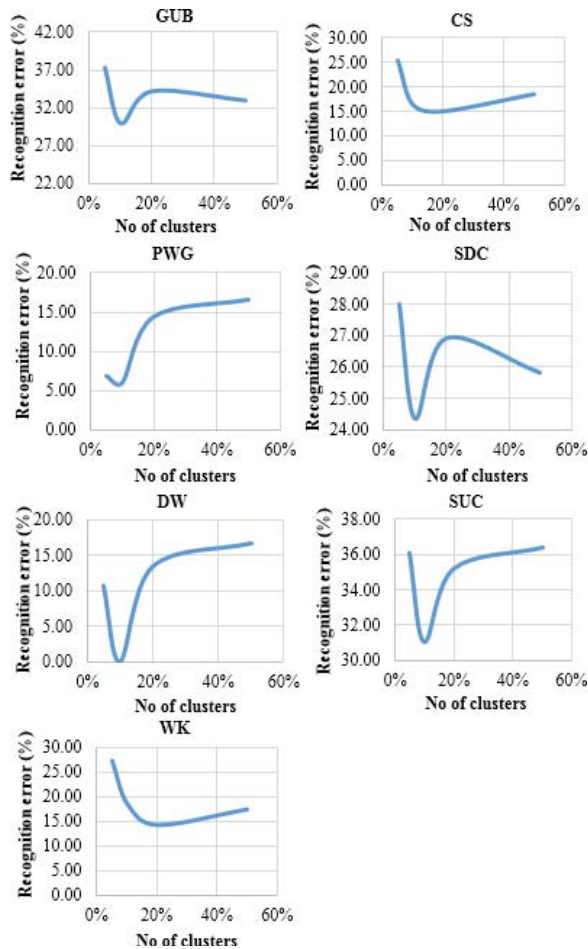 GUB
Recognition error (%)
42.00
37.00
32.00
27.00
22.00
0% 20% 40% 60%
No of clusters
CS
Recognition error (%)
30.00
25.00
20.00
15.00
10.00
5.00
0.00
0% 20% 40% 60%
No of clusters
PWG
Recognition error (%)
20.00
15.00
10.00
5.00
0.00
0% 20% 40% 60%
No of clusters
SDC
Recognition error (%)
29.00
28.00
27.00
26.00
25.00
24.00
0% 20% 40% 60%
No of clusters
DW
Recognition error (%)
20.00
15.00
10.00
5.00
0.00
0% 20% 40% 60%
No of clusters
SUC
Recognition error (%)
38.00
36.00
34.00
32.00
30.00
0% 20% 40% 60%
No of clusters
WK
Recognition error (%)
30.00
25.00
20.00
15.00
10.00
5.00
0.00
0% 20% 40% 60%
No of clusters